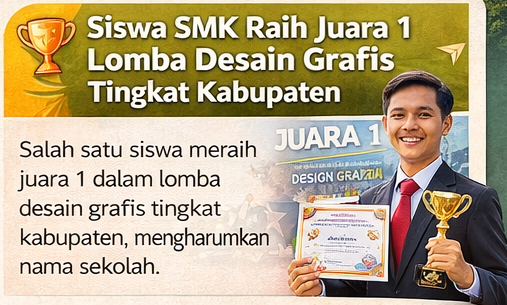 Siswa SMK Raih Juara 1
Lomba Desain Grafis
Tingkat Kabupaten
Salah satu siswa meraih
juara 1 dalam lomba
desain grafis tingkat
kabupaten, mengharumkan
nama sekolah.
JUARA 1
DESIGN